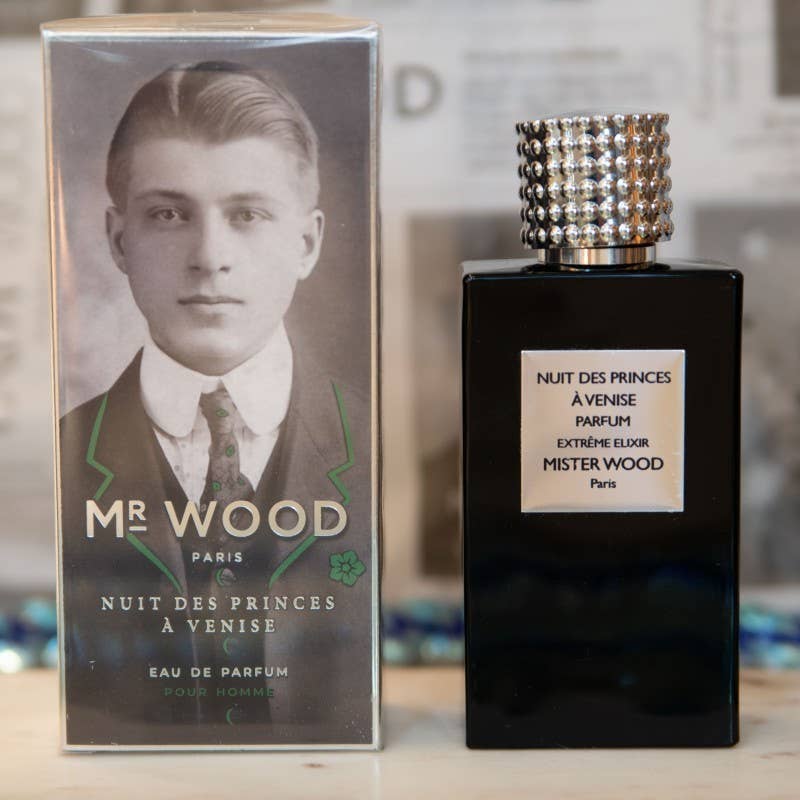 MR WOOD
PARIS
NUIT DES PRINCES
À VENISE
EAU DE PARFUM
POUR HOMME
NUIT DES PRINCES
À VENISE
PARFUM
EXTRÊME ELIXIR
MISTER WOOD
Paris